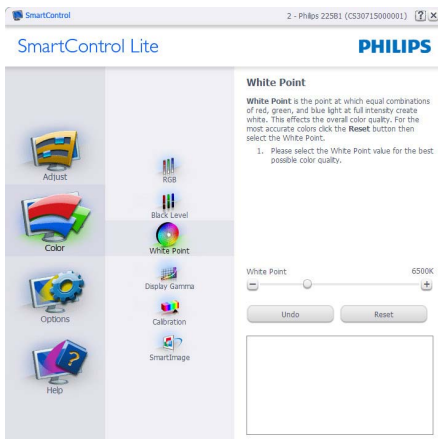 SmartControl
2 - Philips 225B1 (CS30715000001)
SmartControl Lite
PHILIPS
Adjust
Color
Options
Help
RGB
Black Level
White Point
Display Gamma
Calibration
SmartImage
White Point
White Point is the point at which equal combinations
of red, green, and blue light at full intensity create
white. This effects the overall color quality. For the
most accurate colors click the Reset button then
select the White Point.
1. Please select the White Point value for the best
possible color quality.
White Point
6500K
Undo
Reset